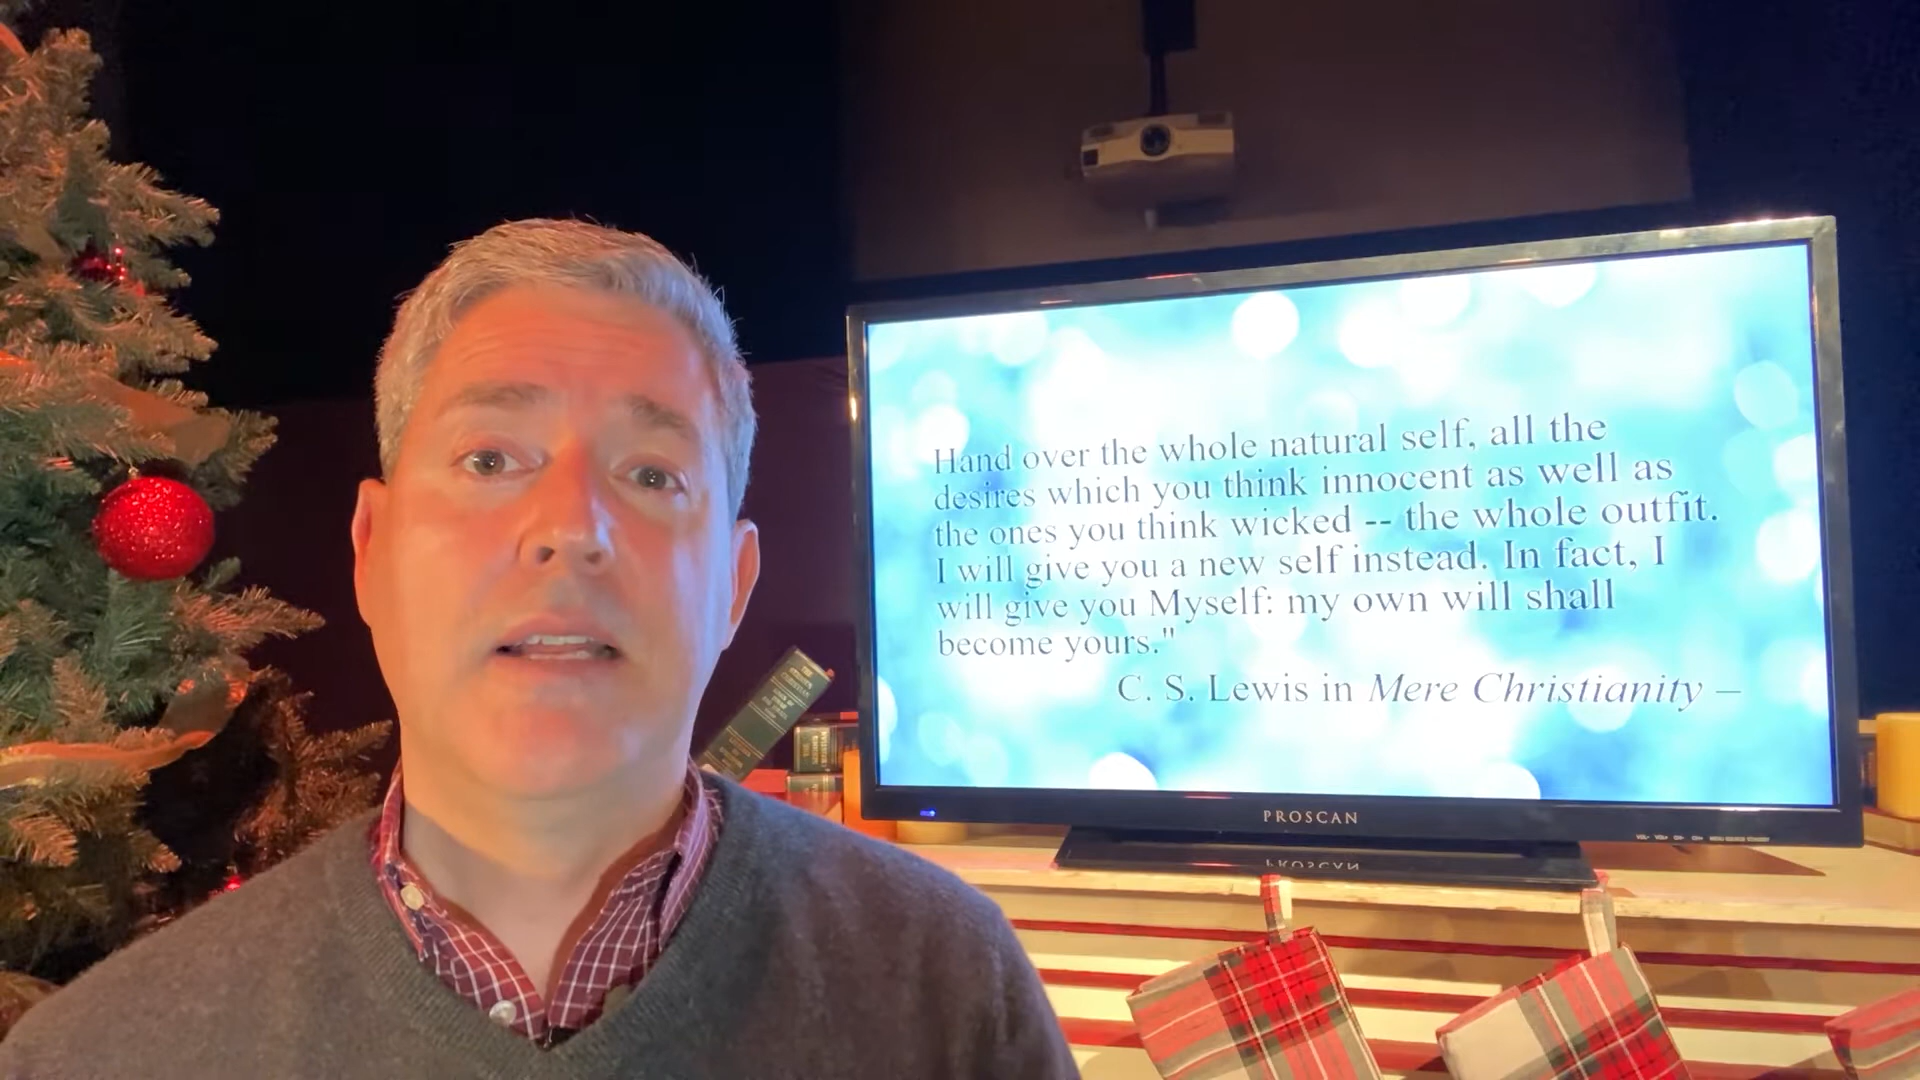 Hand over the whole natural self, all the
desires which you think innocent as well as
the ones you think wicked -- the whole outfit.
I will give you a new self instead. In fact, I
will give you Myself: my own will shall
become yours."
C. S. Lewis in Mere Christianity –
PROSCAN